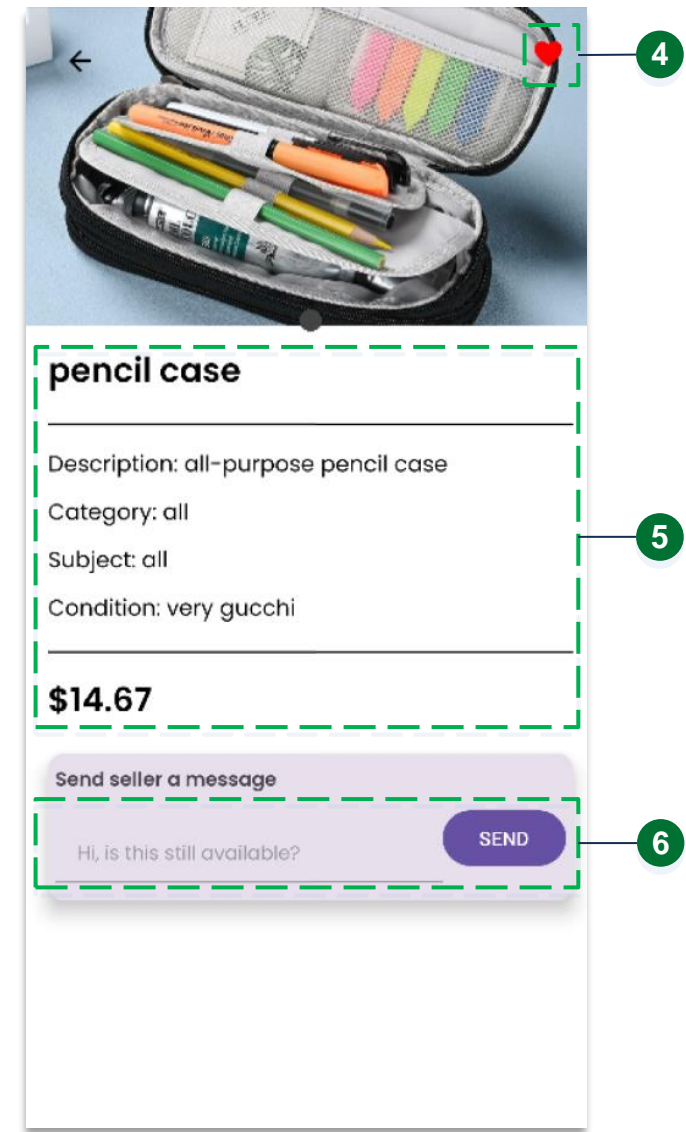 4
pencil case
Description: all-purpose pencil case
Category: all
Subject: all
Condition: very gucchi
5
$14.67
Send seller a message
Hi, is this still available?
SEND
6